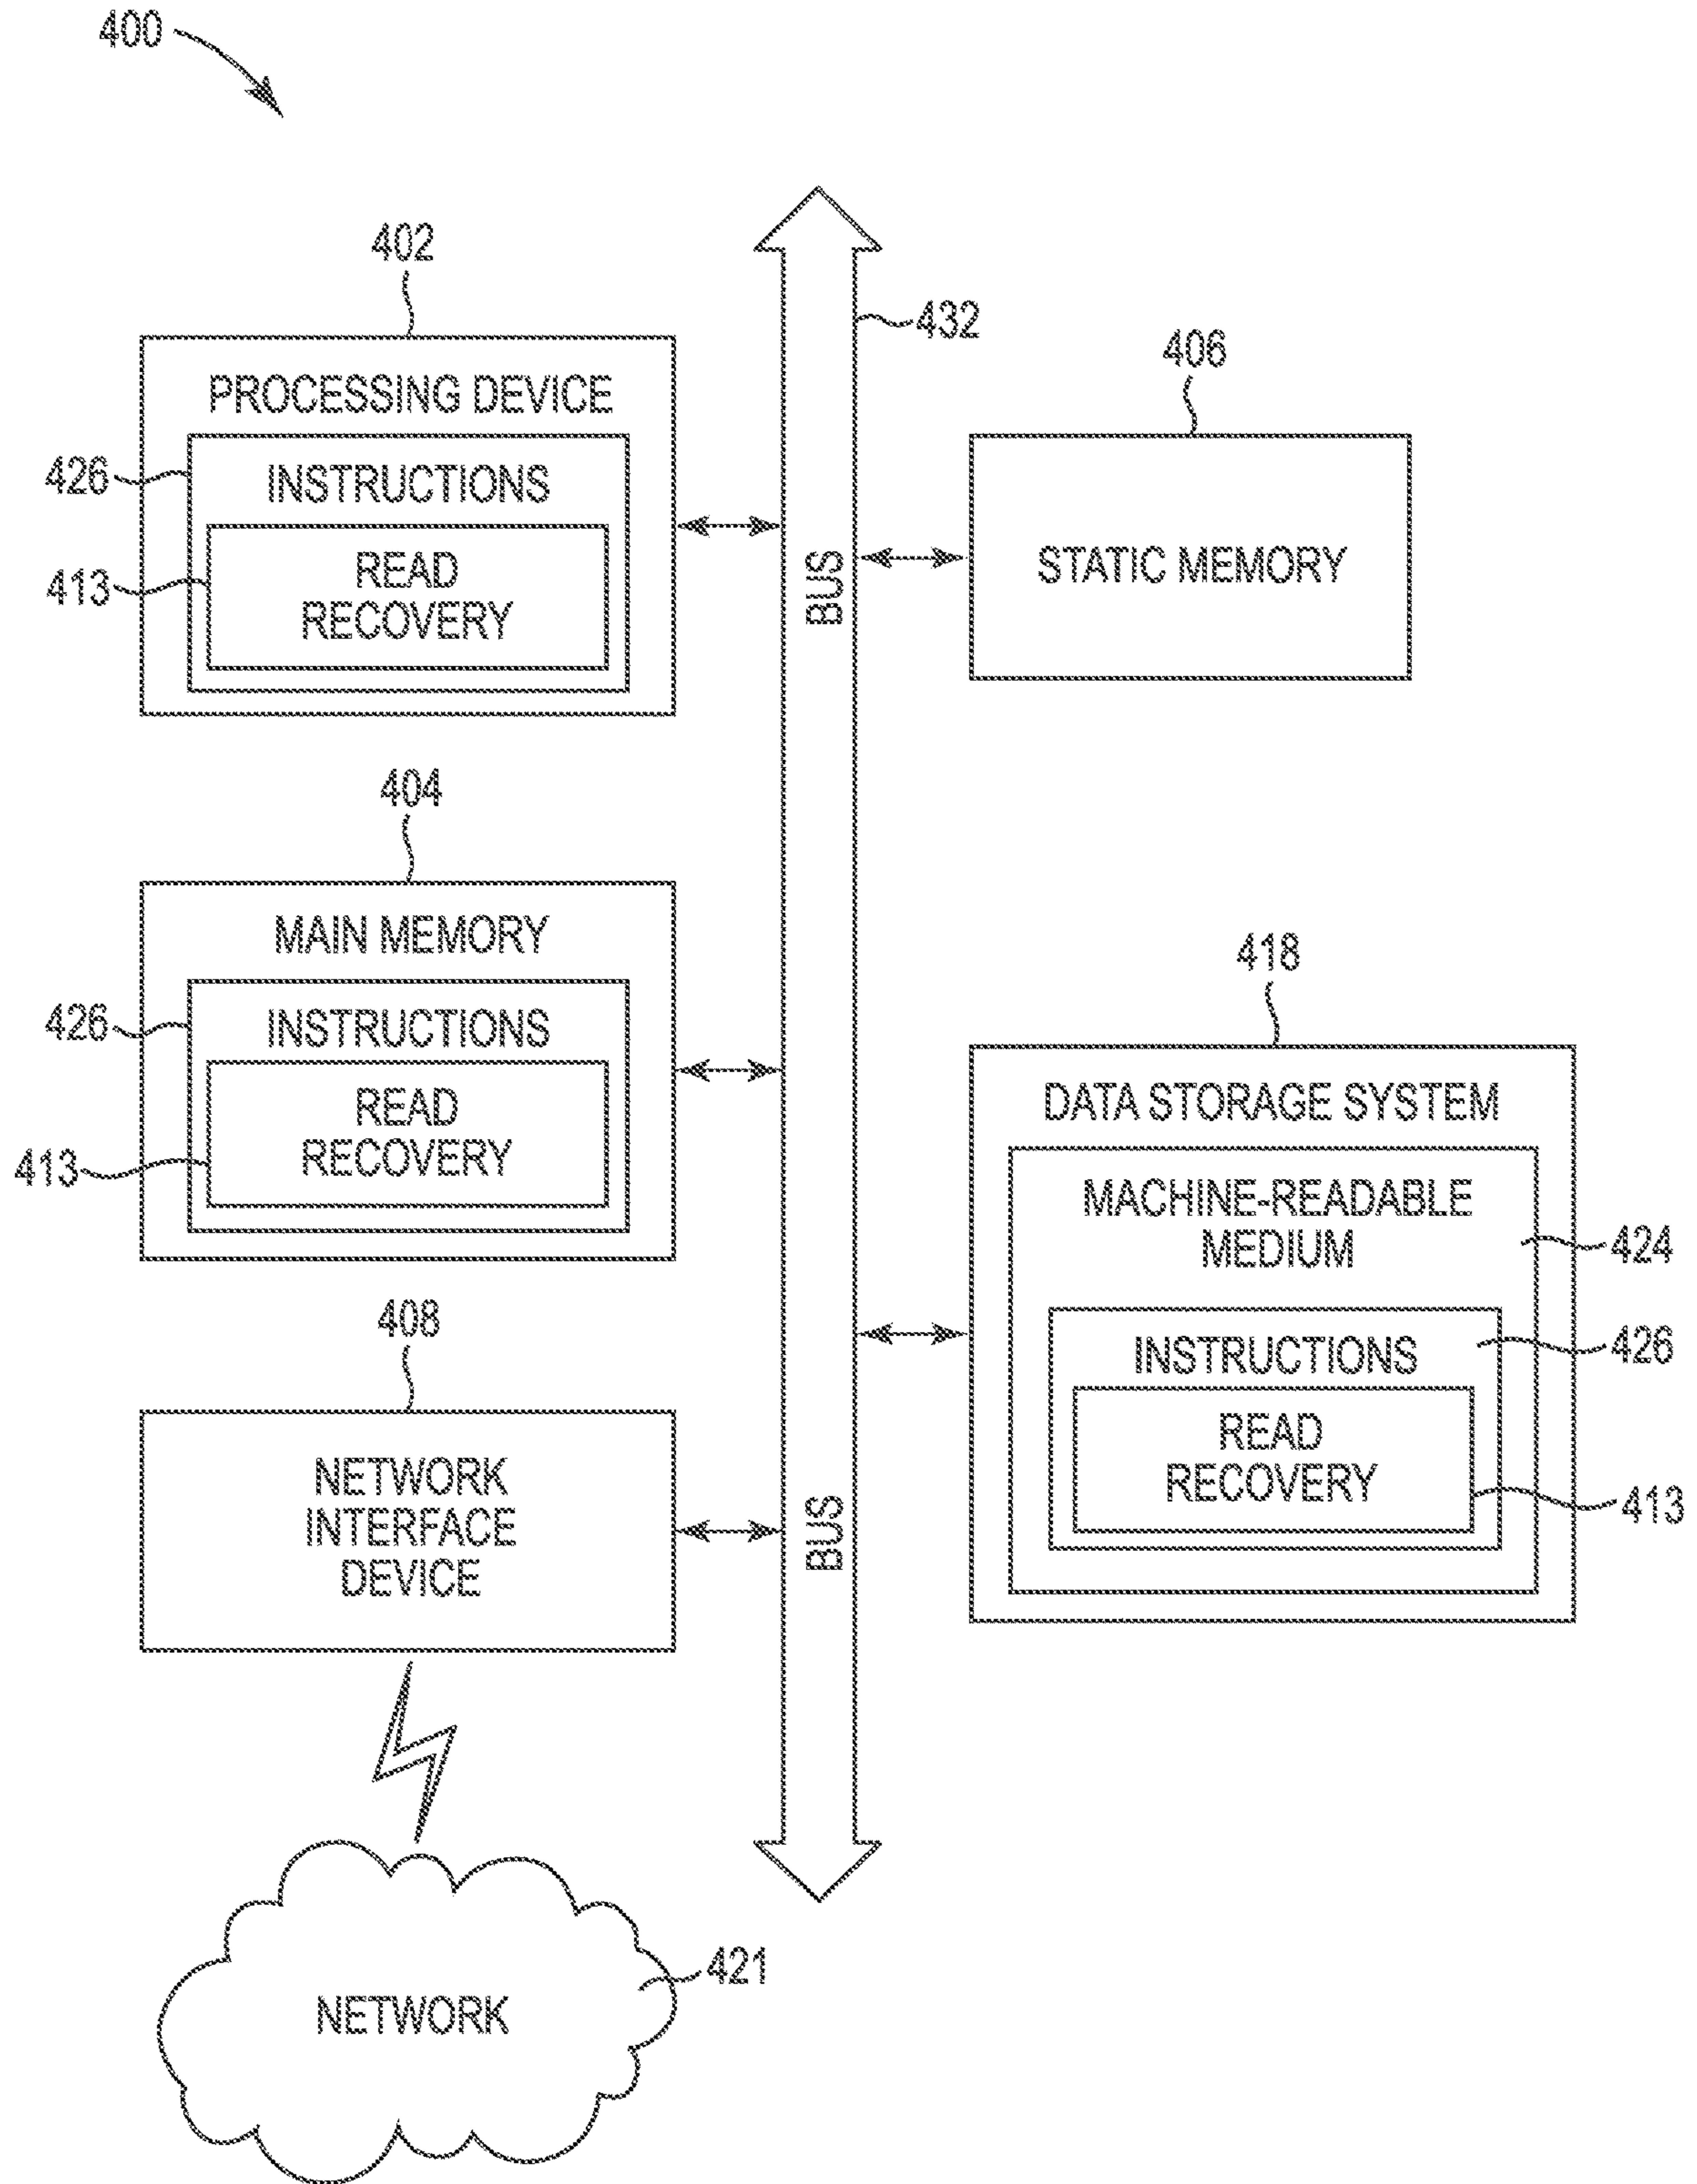 400
402
PROCESSING DEVICE
426
INSTRUCTIONS
413
READ
RECOVERY
432
BUS
406
STATIC MEMORY
404
MAIN MEMORY
426
INSTRUCTIONS
413
READ
RECOVERY
418
DATA STORAGE SYSTEM
MACHINE-READABLE
MEDIUM
424
INSTRUCTIONS
426
READ
RECOVERY
413
408
NETWORK
INTERFACE
DEVICE
BUS
421
NETWORK